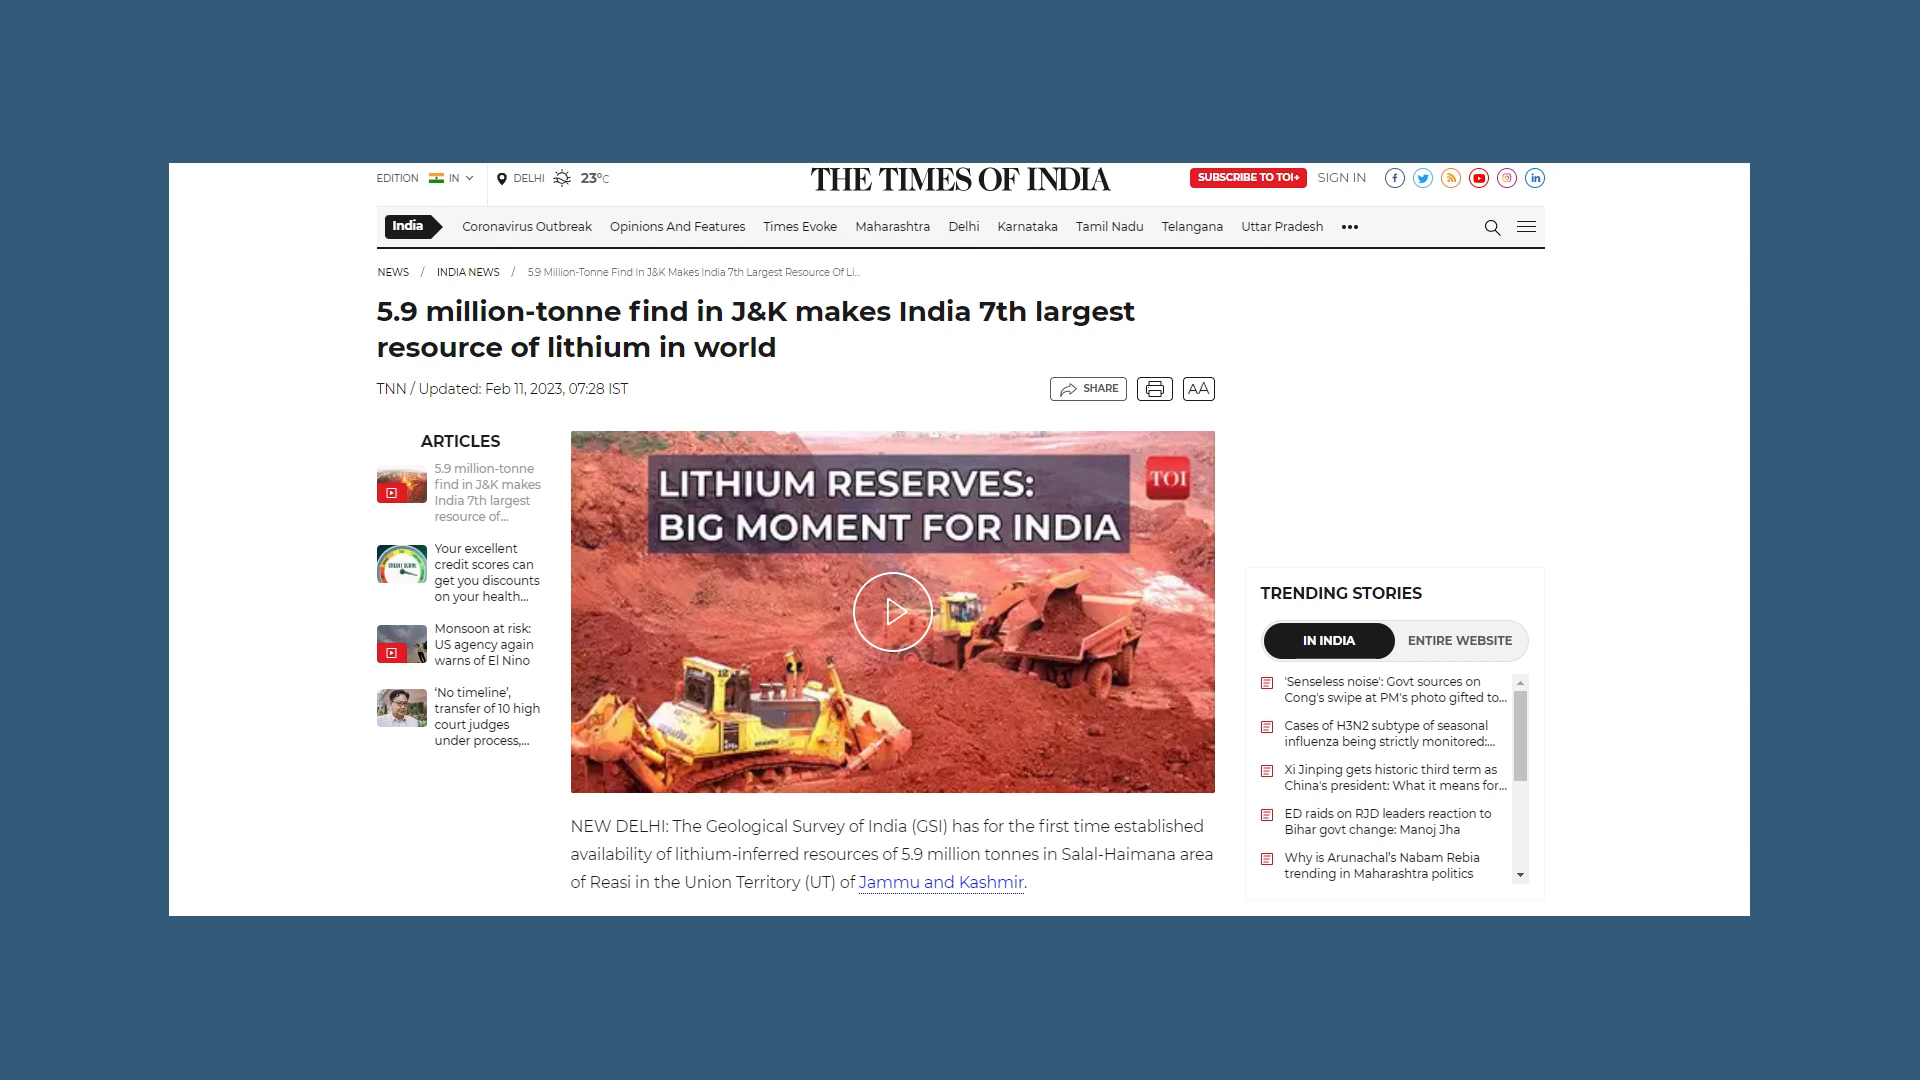 EDITION IN DELHI 23°C
THE TIMES OF INDIA
SUBSCRIBE TO TOI+ SIGN IN
India Coronavirus Outbreak Opinions And Features Times Evoke Maharashtra Delhi Karnataka Tamil Nadu Telangana Uttar Pradesh •••
NEWS / INDIA NEWS / 5.9 Million-Tonne Find In J&K Makes India 7th Largest Resource Of Li...
5.9 million-tonne find in J&K makes India 7th largest
resource of lithium in world
TNN / Updated: Feb 11, 2023, 07:28 IST
SHARE AA
ARTICLES
5.9 million-tonne
find in J&K makes
India 7th largest
resource of...
Your excellent
credit scores can
get you discounts
on your health...
Monsoon at risk:
US agency again
warns of El Nino
‘No timeline’,
transfer of 10 high
court judges
under process,...
LITHIUM RESERVES:
BIG MOMENT FOR INDIA
TOI
NEW DELHI: The Geological Survey of India (GSI) has for the first time established
availability of lithium-inferred resources of 5.9 million tonnes in Salal-Haimana area
of Reasi in the Union Territory (UT) of Jammu and Kashmir.
TRENDING STORIES
IN INDIA ENTIRE WEBSITE
'Senseless noise': Govt sources on
Cong's swipe at PM's photo gifted to...
Cases of H3N2 subtype of seasonal
influenza being strictly monitored:...
Xi Jinping gets historic third term as
China's president: What it means for...
ED raids on RJD leaders reaction to
Bihar govt change: Manoj Jha
Why is Arunachal’s Nabam Rebia
trending in Maharashtra politics